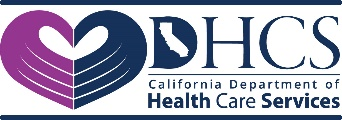 DHCS
California Department of
Health Care Services